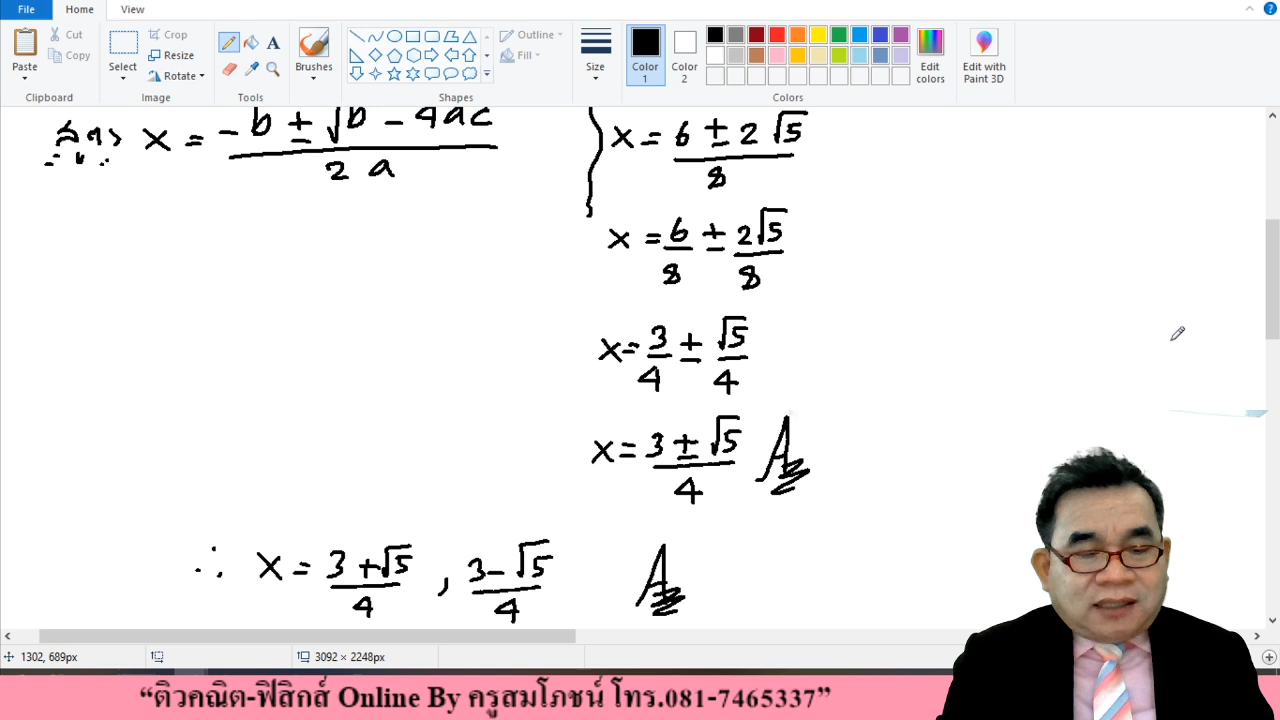 File Home View
Paste Cut Copy Clipboard
Select Crop Resize Rotate Image
Tools
Brushes
Shapes Outline Fill
Size
Color 1 Color 2 Colors
Edit colors
Edit with Paint 3D
สูตร x = -b ± √b - 4ac / 2a
x = 6 ± 2√5 / 8
x = 6/8 ± 2√5/8
x = 3/4 ± √5/4
x = 3 ± √5 / 4 A
∴ x = 3 + √5 / 4 , 3 - √5 / 4 A
1302, 689px 3092 × 2248px
“ติวคณิต-ฟิสิกส์ Online By ครูสมโภชน์ โทร.081-7465337”